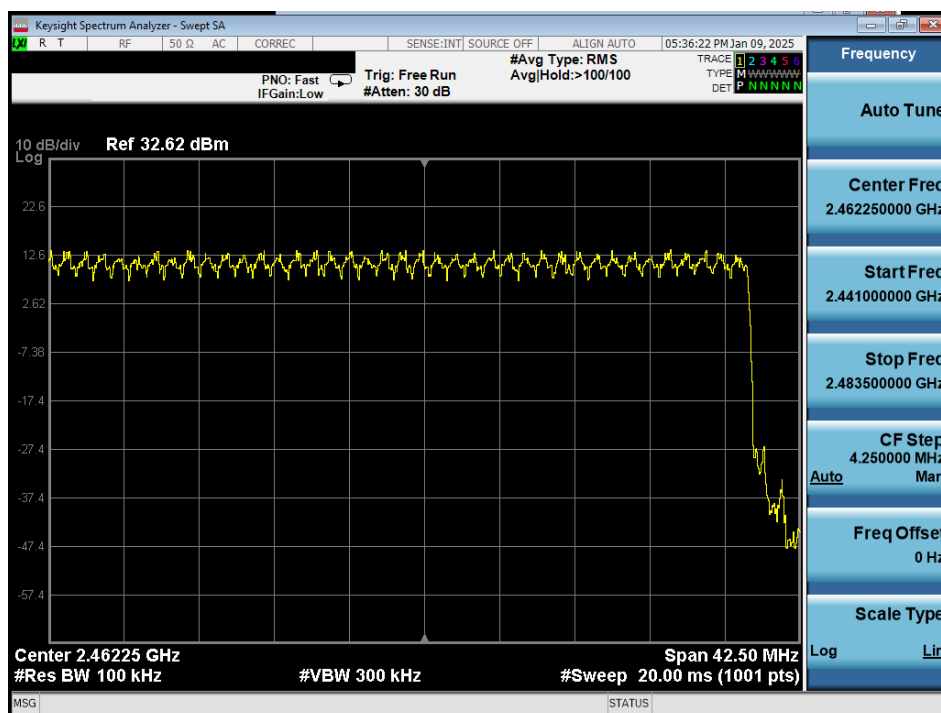 Keysight Spectrum Analyzer - Swept SA
LXI R T RF 50 Ω AC CORREC SENSE:INT SOURCE OFF ALIGN AUTO 05:36:22 PM Jan 09, 2025
#Avg Type: RMS
TRACE 1 2 3 4 5 6
PNO: Fast Trig: Free Run Avg|Hold:>100/100
TYPE M W W W W W
IFGain:Low #Atten: 30 dB
DET P N N N N N
10 dB/div Ref 32.62 dBm
Log
22.6
12.6
2.62
-7.38
-17.4
-27.4
-37.4
-47.4
-57.4
Center 2.46225 GHz Span 42.50 MHz
#Res BW 100 kHz #VBW 300 kHz #Sweep 20.00 ms (1001 pts)
MSG STATUS
Frequency
Auto Tune
Center Freq
2.462250000 GHz
Start Freq
2.441000000 GHz
Stop Freq
2.483500000 GHz
CF Step
4.250000 MHz
Auto Man
Freq Offset
0 Hz
Scale Type
Log Lin